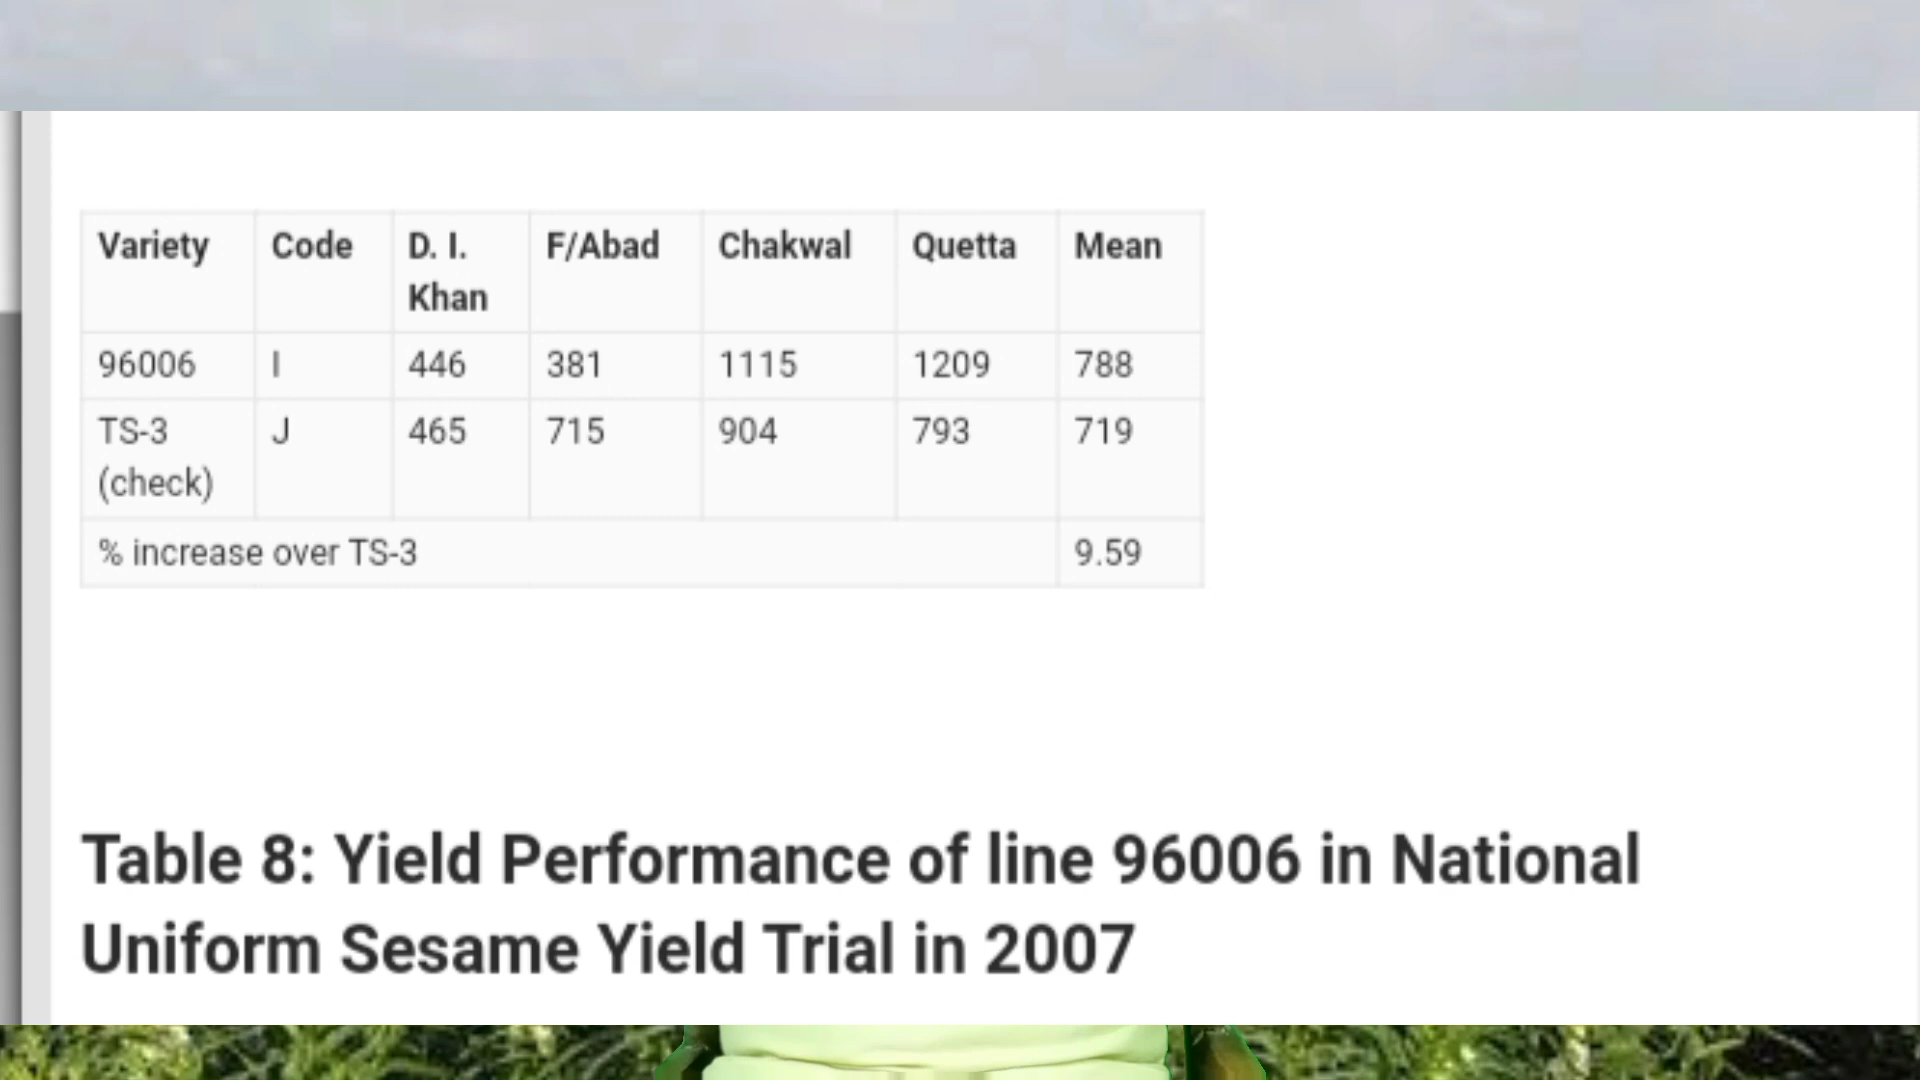 Variety Code D. I. Khan F/Abad Chakwal Quetta Mean
96006 I 446 381 1115 1209 788
TS-3 (check) J 465 715 904 793 719
% increase over TS-3 9.59
Table 8: Yield Performance of line 96006 in National
Uniform Sesame Yield Trial in 2007